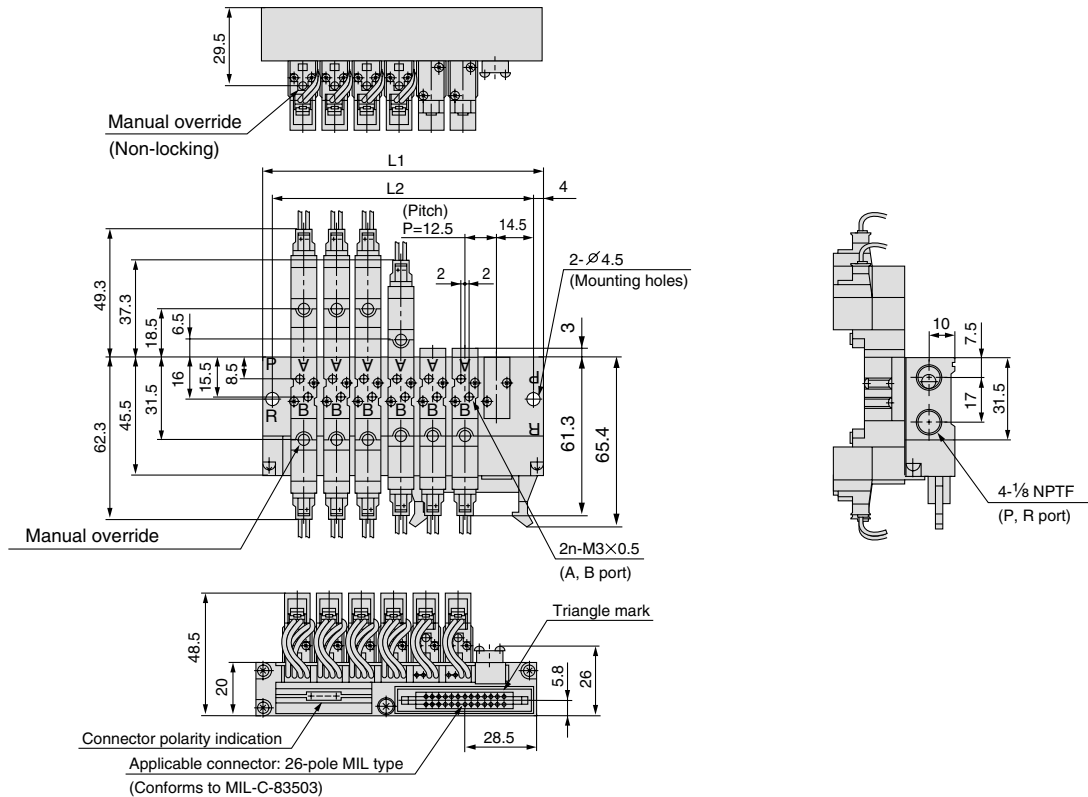 29.5
Manual override
(Non-locking)
L1
L2
4
(Pitch)
P=12.5
14.5
2-Ø4.5
(Mounting holes)
2
2
49.3
37.3
18.5
6.5
3
10
7.5
P
A
A
A
A
A
A
P
R
B
B
B
B
B
B
R
62.3
45.5
31.5
16
15.5
8.5
61.3
65.4
17
31.5
4-1/8 NPTF
(P, R port)
Manual override
2n-M3×0.5
(A, B port)
Triangle mark
48.5
20
5.8
26
28.5
Connector polarity indication
Applicable connector: 26-pole MIL type
(Conforms to MIL-C-83503)